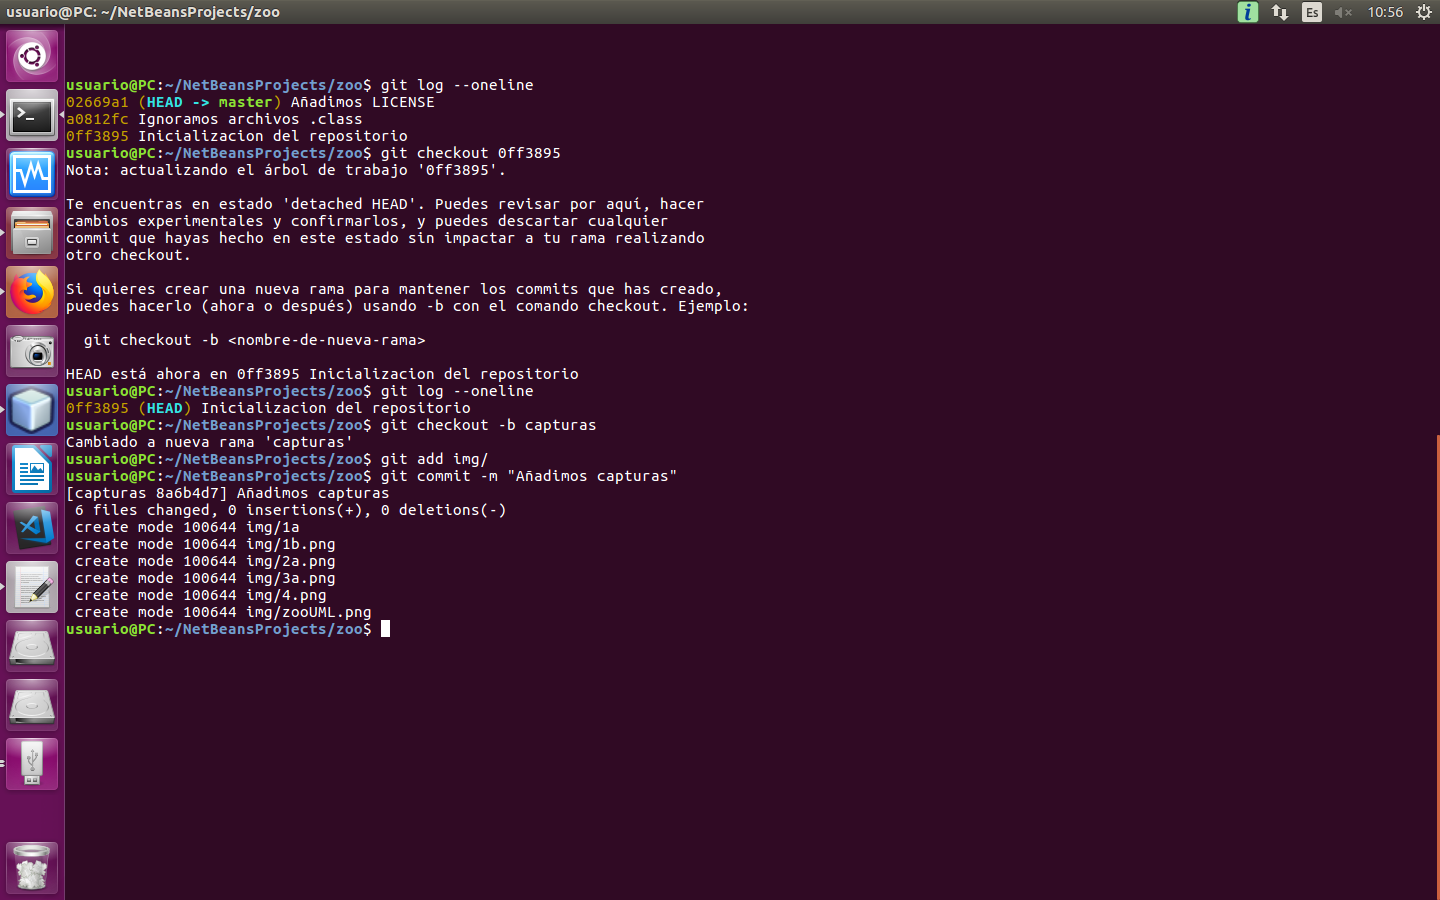 usuario@PC: ~/NetBeansProjects/zoo
Es
10:56
usuario@PC:~/NetBeansProjects/zoo$ git log --oneline
02669a1 (HEAD -> master) Añadimos LICENSE
a0812fc Ignoramos archivos .class
0ff3895 Inicializacion del repositorio
usuario@PC:~/NetBeansProjects/zoo$ git checkout 0ff3895
Nota: actualizando el árbol de trabajo '0ff3895'.
Te encuentras en estado 'detached HEAD'. Puedes revisar por aquí, hacer
cambios experimentales y confirmarlos, y puedes descartar cualquier
commit que hayas hecho en este estado sin impactar a tu rama realizando
otro checkout.
Si quieres crear una nueva rama para mantener los commits que has creado,
puedes hacerlo (ahora o después) usando -b con el comando checkout. Ejemplo:
git checkout -b <nombre-de-nueva-rama>
HEAD está ahora en 0ff3895 Inicializacion del repositorio
usuario@PC:~/NetBeansProjects/zoo$ git log --oneline
0ff3895 (HEAD) Inicializacion del repositorio
usuario@PC:~/NetBeansProjects/zoo$ git checkout -b capturas
Cambiado a nueva rama 'capturas'
usuario@PC:~/NetBeansProjects/zoo$ git add img/
usuario@PC:~/NetBeansProjects/zoo$ git commit -m "Añadimos capturas"
[capturas 8a6b4d7] Añadimos capturas
6 files changed, 0 insertions(+), 0 deletions(-)
create mode 100644 img/1a
create mode 100644 img/1b.png
create mode 100644 img/2a.png
create mode 100644 img/3a.png
create mode 100644 img/4.png
create mode 100644 img/zooUML.png
usuario@PC:~/NetBeansProjects/zoo$